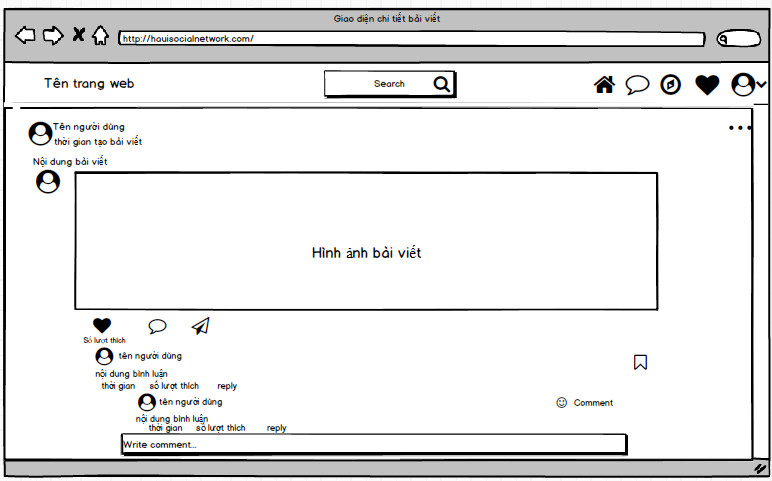 Giao diện chi tiết bài viết
http://hauisocialnetwork.com/
Tên trang web
Search
Tên người dùng
thời gian tạo bài viết
Nội dung bài viết
Hình ảnh bài viết
Số lượt thích
tên người dùng
nội dung bình luận
thời gian số lượt thích reply
tên người dùng
Comment
nội dung bình luận
thời gian số lượt thích reply
Write comment...